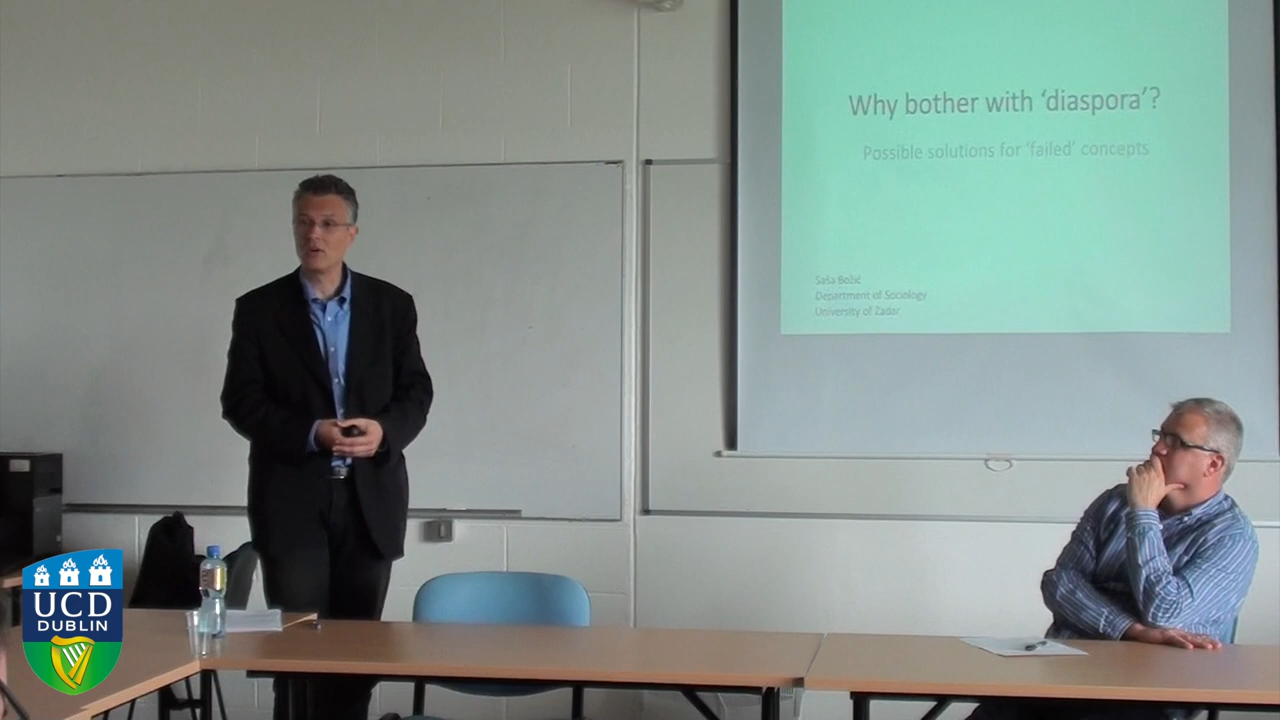 Why bother with ‘diaspora’?
Possible solutions for ‘failed’ concepts
Saša Božić
Department of Sociology
University of Zadar
UCD
DUBLIN